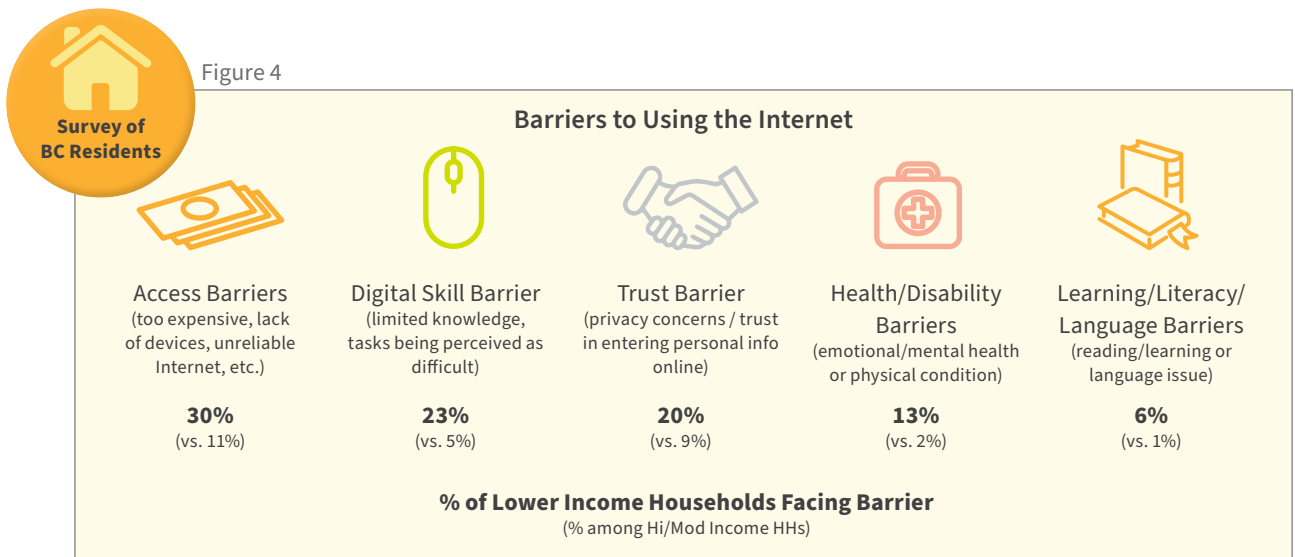 Survey of
BC Residents
Figure 4
Barriers to Using the Internet
Access Barriers
(too expensive, lack
of devices, unreliable
Internet, etc.)
30%
(vs. 11%)
Digital Skill Barrier
(limited knowledge,
tasks being perceived as
difficult)
23%
(vs. 5%)
Trust Barrier
(privacy concerns / trust
in entering personal info
online)
20%
(vs. 9%)
Health/Disability
Barriers
(emotional/mental health
or physical condition)
13%
(vs. 2%)
Learning/Literacy/
Language Barriers
(reading/learning or
language issue)
6%
(vs. 1%)
% of Lower Income Households Facing Barrier
(% among Hi/Mod Income HHs)